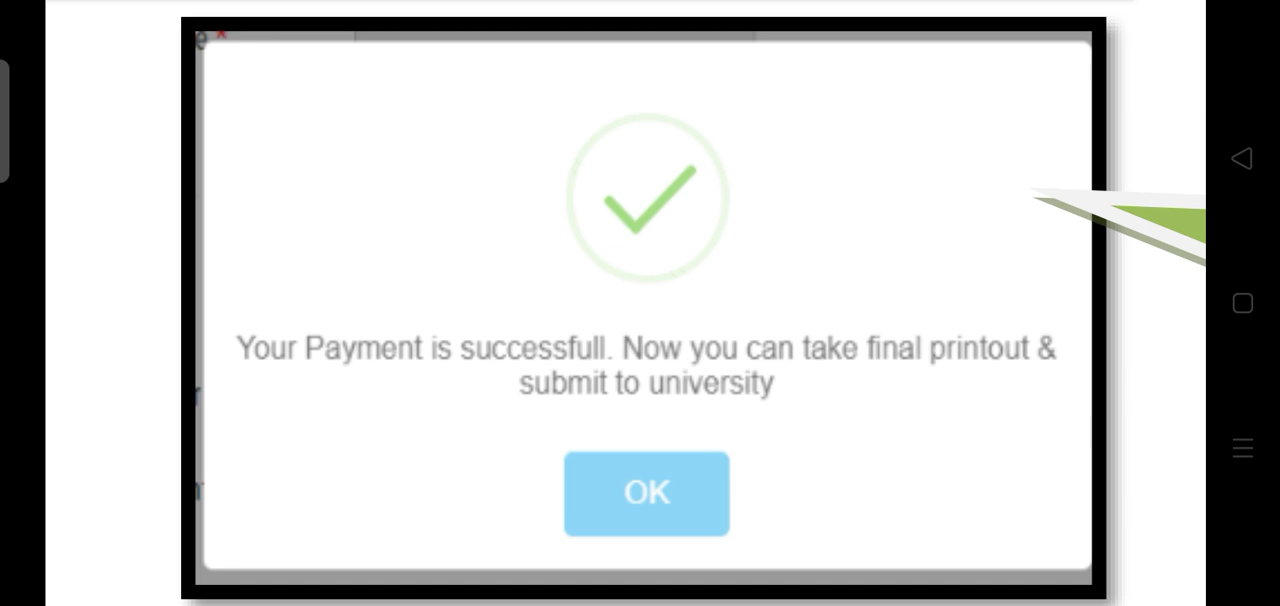 Your Payment is successfull. Now you can take final printout &
submit to university
OK